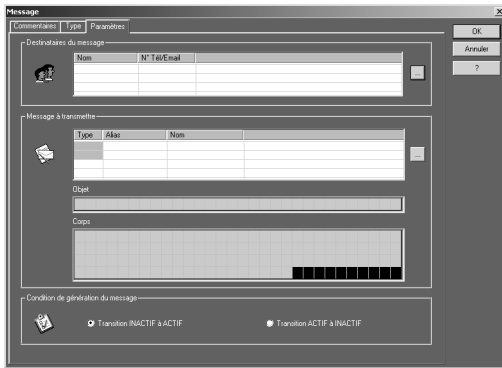 Message
Commentaires Type Paramètres
OK
Annuler
?
Destinataires du message
Nom N° Tél/Email
...
Message à transmettre
Type Alias Nom
...
Objet
Corps
Condition de génération du message
Transition INACTIF à ACTIF Transition ACTIF à INACTIF